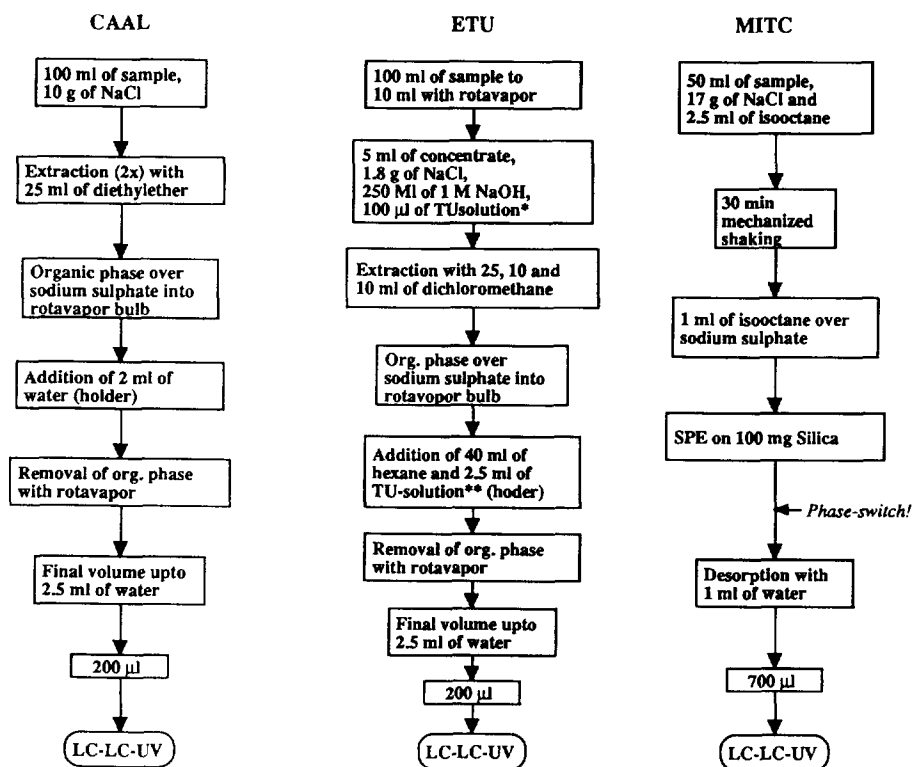 CAAL
100 ml of sample,
10 g of NaCl
Extraction (2x) with
25 ml of diethylether
Organic phase over
sodium sulphate into
rotavapor bulb
Addition of 2 ml of
water (holder)
Removal of org. phase
with rotavapor
Final volume upto
2.5 ml of water
200 µl
LC-LC-UV
ETU
100 ml of sample to
10 ml with rotavapor
5 ml of concentrate,
1.8 g of NaCl,
250 Ml of 1 M NaOH,
100 µl of TUsolution*
Extraction with 25, 10 and
10 ml of dichloromethane
Org. phase over
sodium sulphate into
rotavopor bulb
Addition of 40 ml of
hexane and 2.5 ml of
TU-solution** (hoder)
Removal of org. phase
with rotavapor
Final volume upto
2.5 ml of water
200 µl
LC-LC-UV
MITC
50 ml of sample,
17 g of NaCl and
2.5 ml of isooctane
30 min
mechanized
shaking
1 ml of isooctane over
sodium sulphate
SPE on 100 mg Silica
Phase-switch!
Desorption with
1 ml of water
700 µl
LC-LC-UV